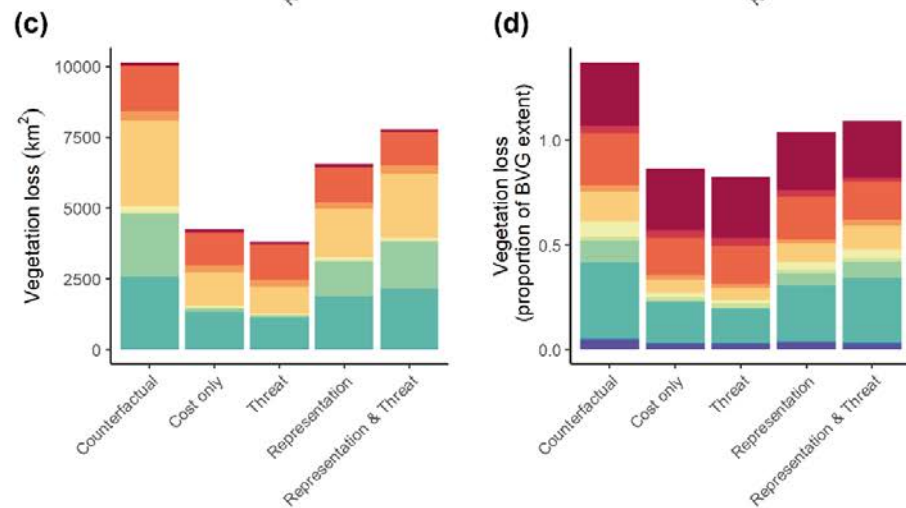 (c)
(d)
Vegetation loss (km²)
10000
7500
5000
2500
0
Counterfactual
Cost only
Threat
Representation
Representation & Threat
Vegetation loss
(proportion of BVG extent)
1.0
0.5
0.0
Counterfactual
Cost only
Threat
Representation
Representation & Threat